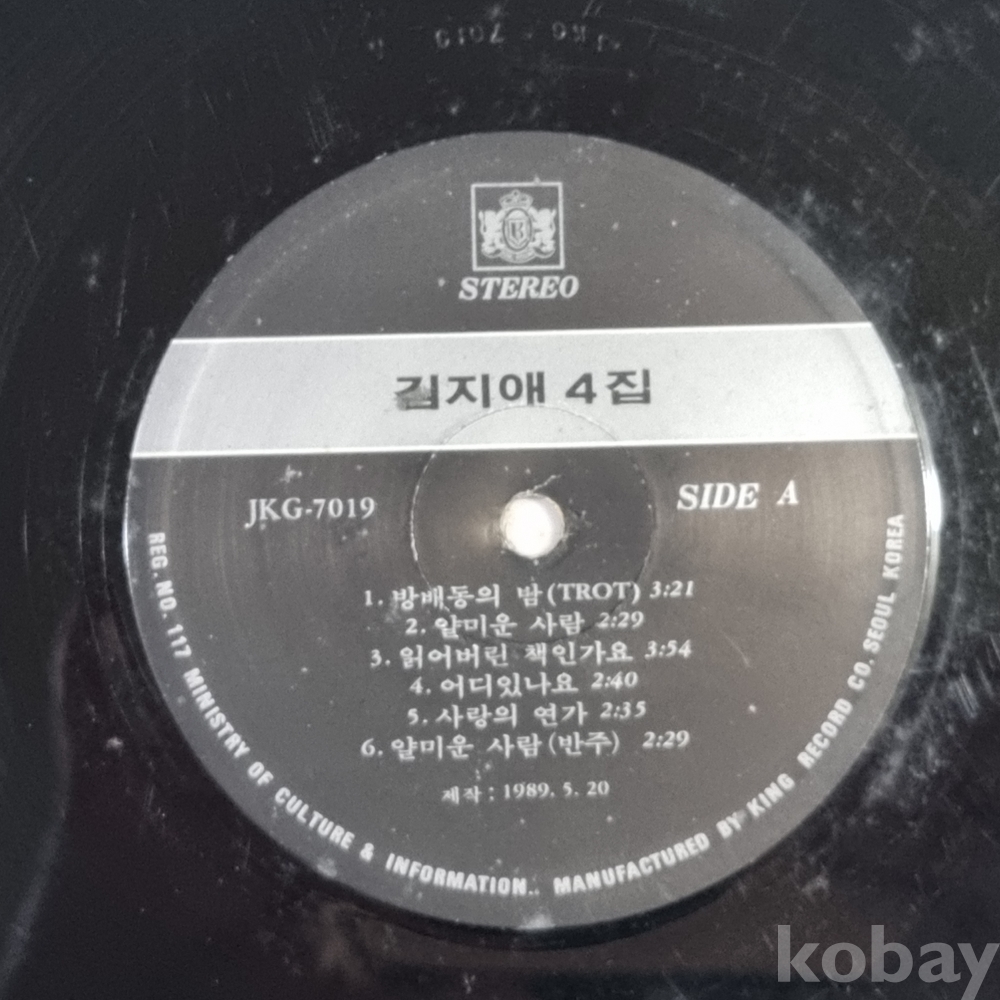 JKG-7019 A
STEREO
김지애 4집
JKG-7019
SIDE A
1. 방배동의 밤(TROT) 3:21
2. 얄미운 사람 2:29
3. 읽어버린 책인가요 3:54
4. 어디있나요 2:40
5. 사랑의 연가 2:35
6. 얄미운 사람(반주) 2:29
제작 : 1989. 5. 20
REG. NO. 117 MINISTRY OF CULTURE & INFORMATION.. MANUFACTURED BY KING RECORD CO. SEOUL KOREA
kobay